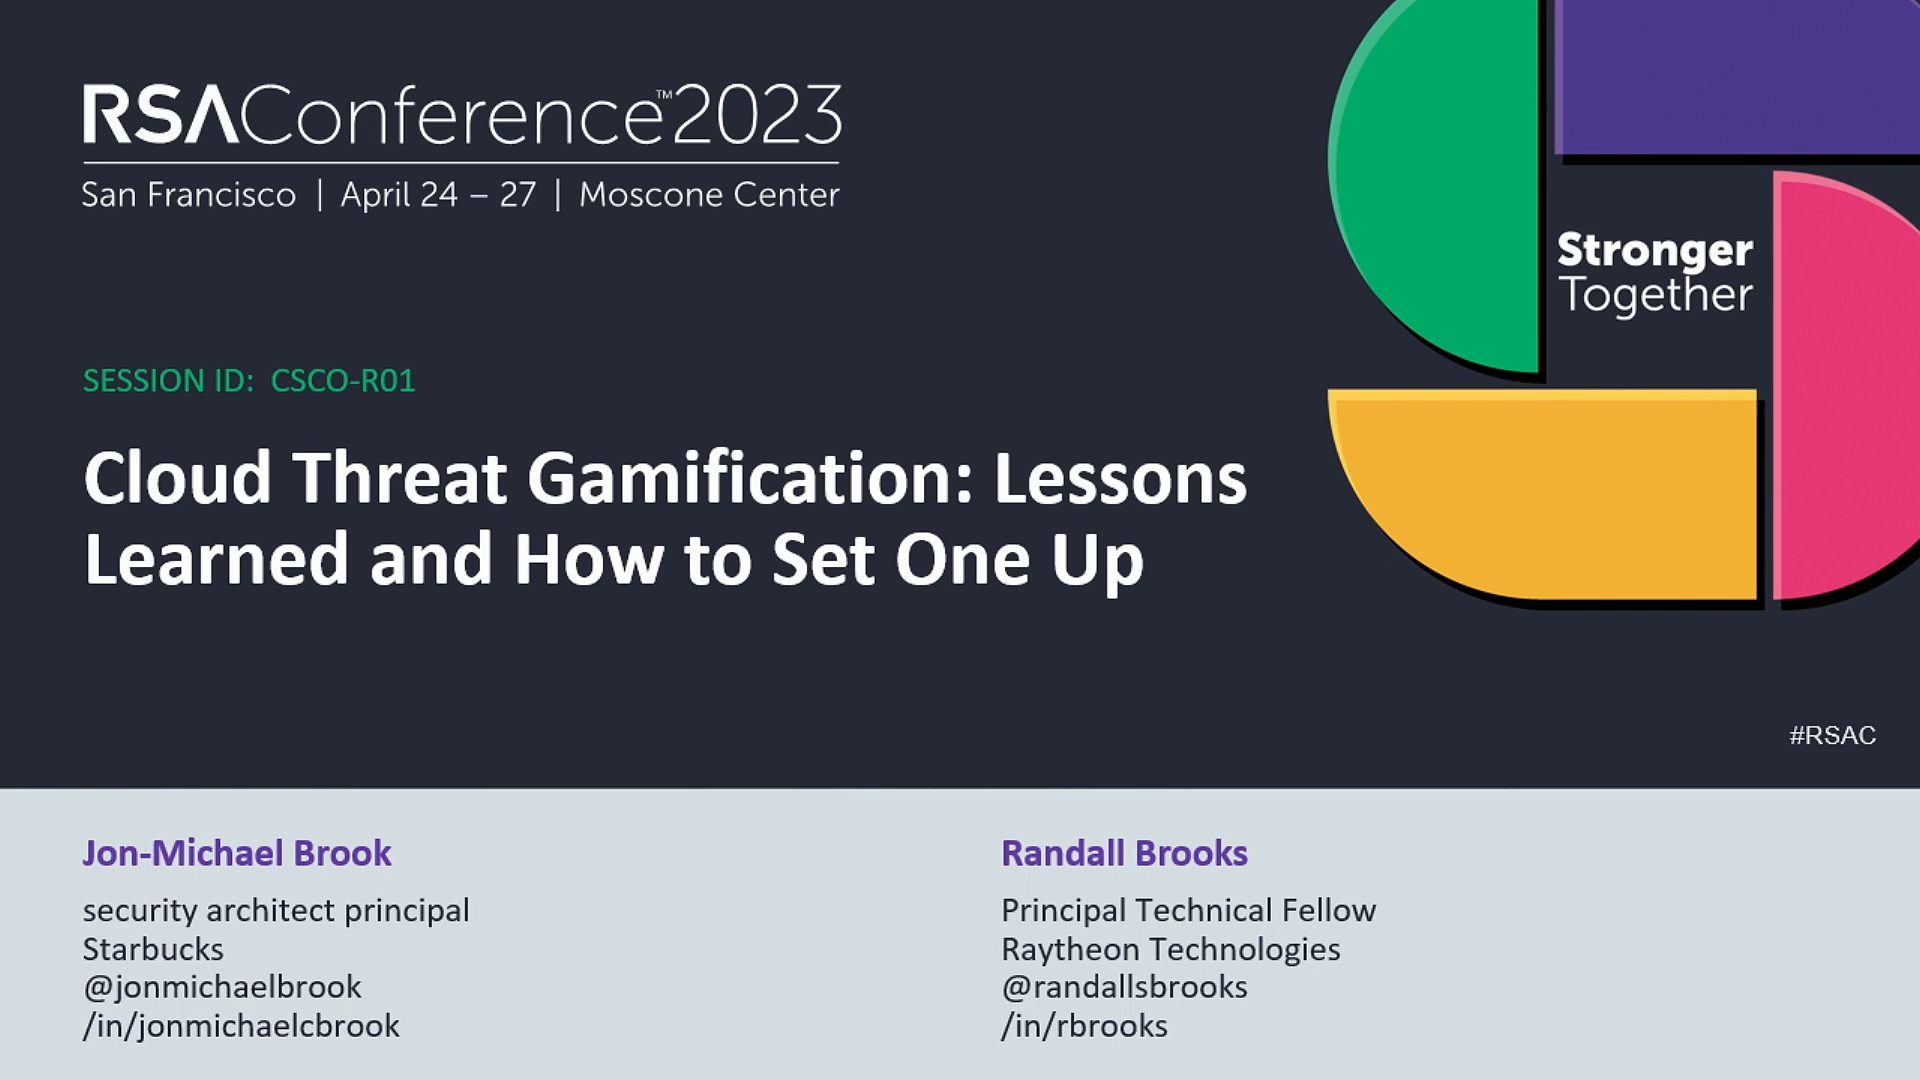 RSAConference™2023
San Francisco | April 24 – 27 | Moscone Center
Stronger
Together
SESSION ID: CSCO-R01
Cloud Threat Gamification: Lessons
Learned and How to Set One Up
#RSAC
Jon-Michael Brook
security architect principal
Starbucks
@jonmichaelbrook
/in/jonmichaelcbrook
Randall Brooks
Principal Technical Fellow
Raytheon Technologies
@randallsbrooks
/in/rbrooks